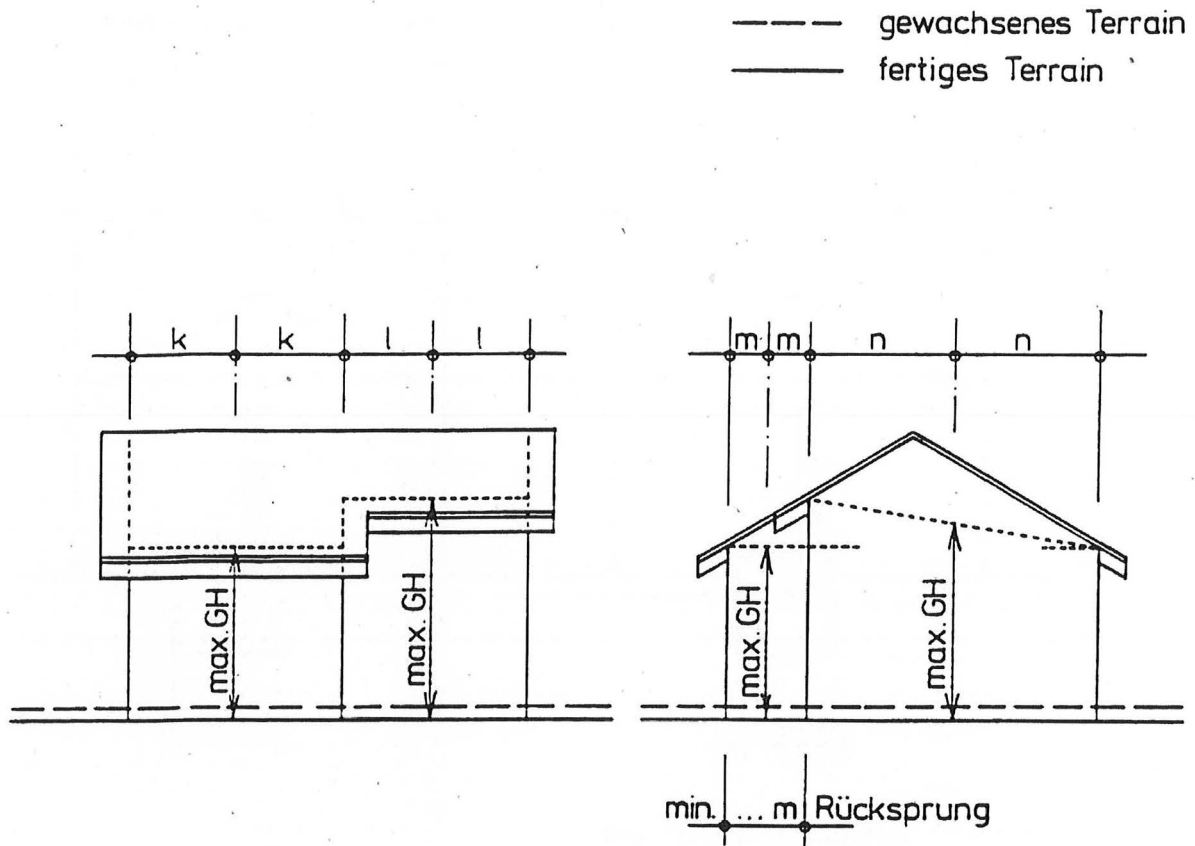 gewachsenes Terrain
fertiges Terrain
k k l l
m m n n
max. GH
max. GH
max. GH
max. GH
min. ... m Rücksprung